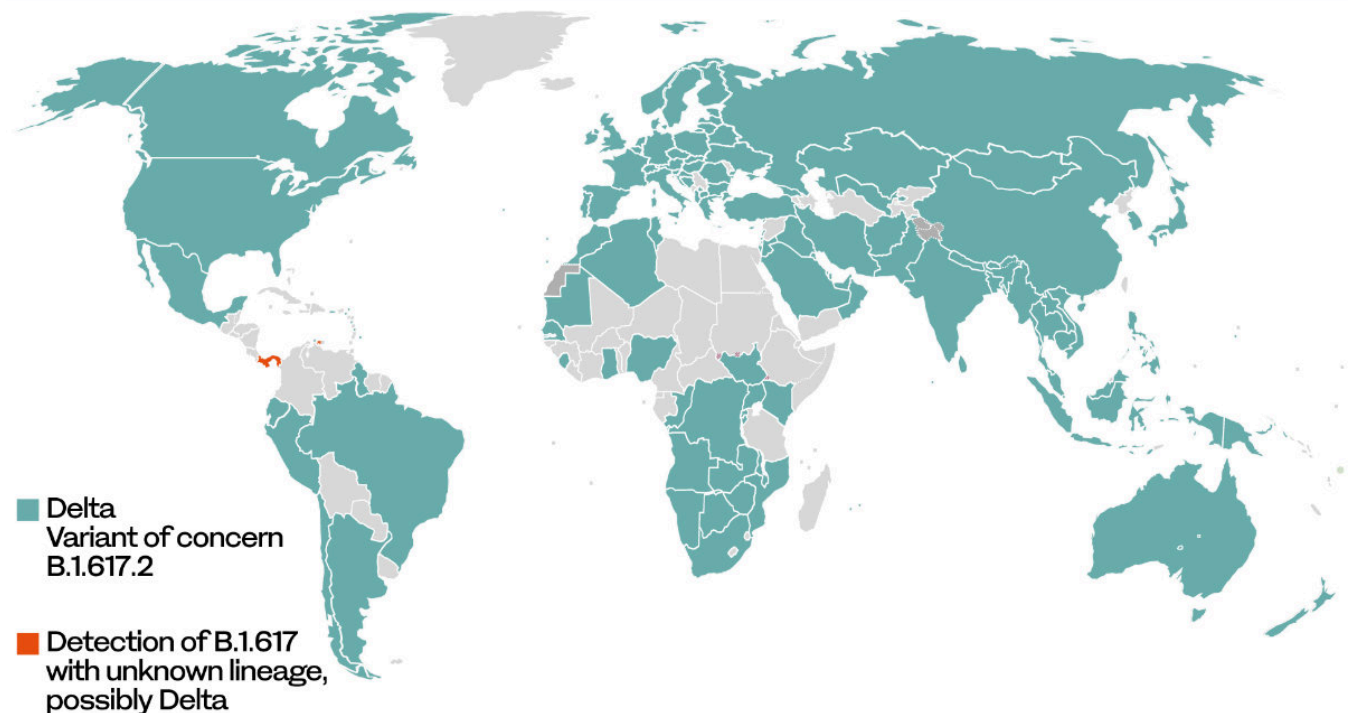 Delta
Variant of concern
B.1.617.2
Detection of B.1.617
with unknown lineage,
possibly Delta